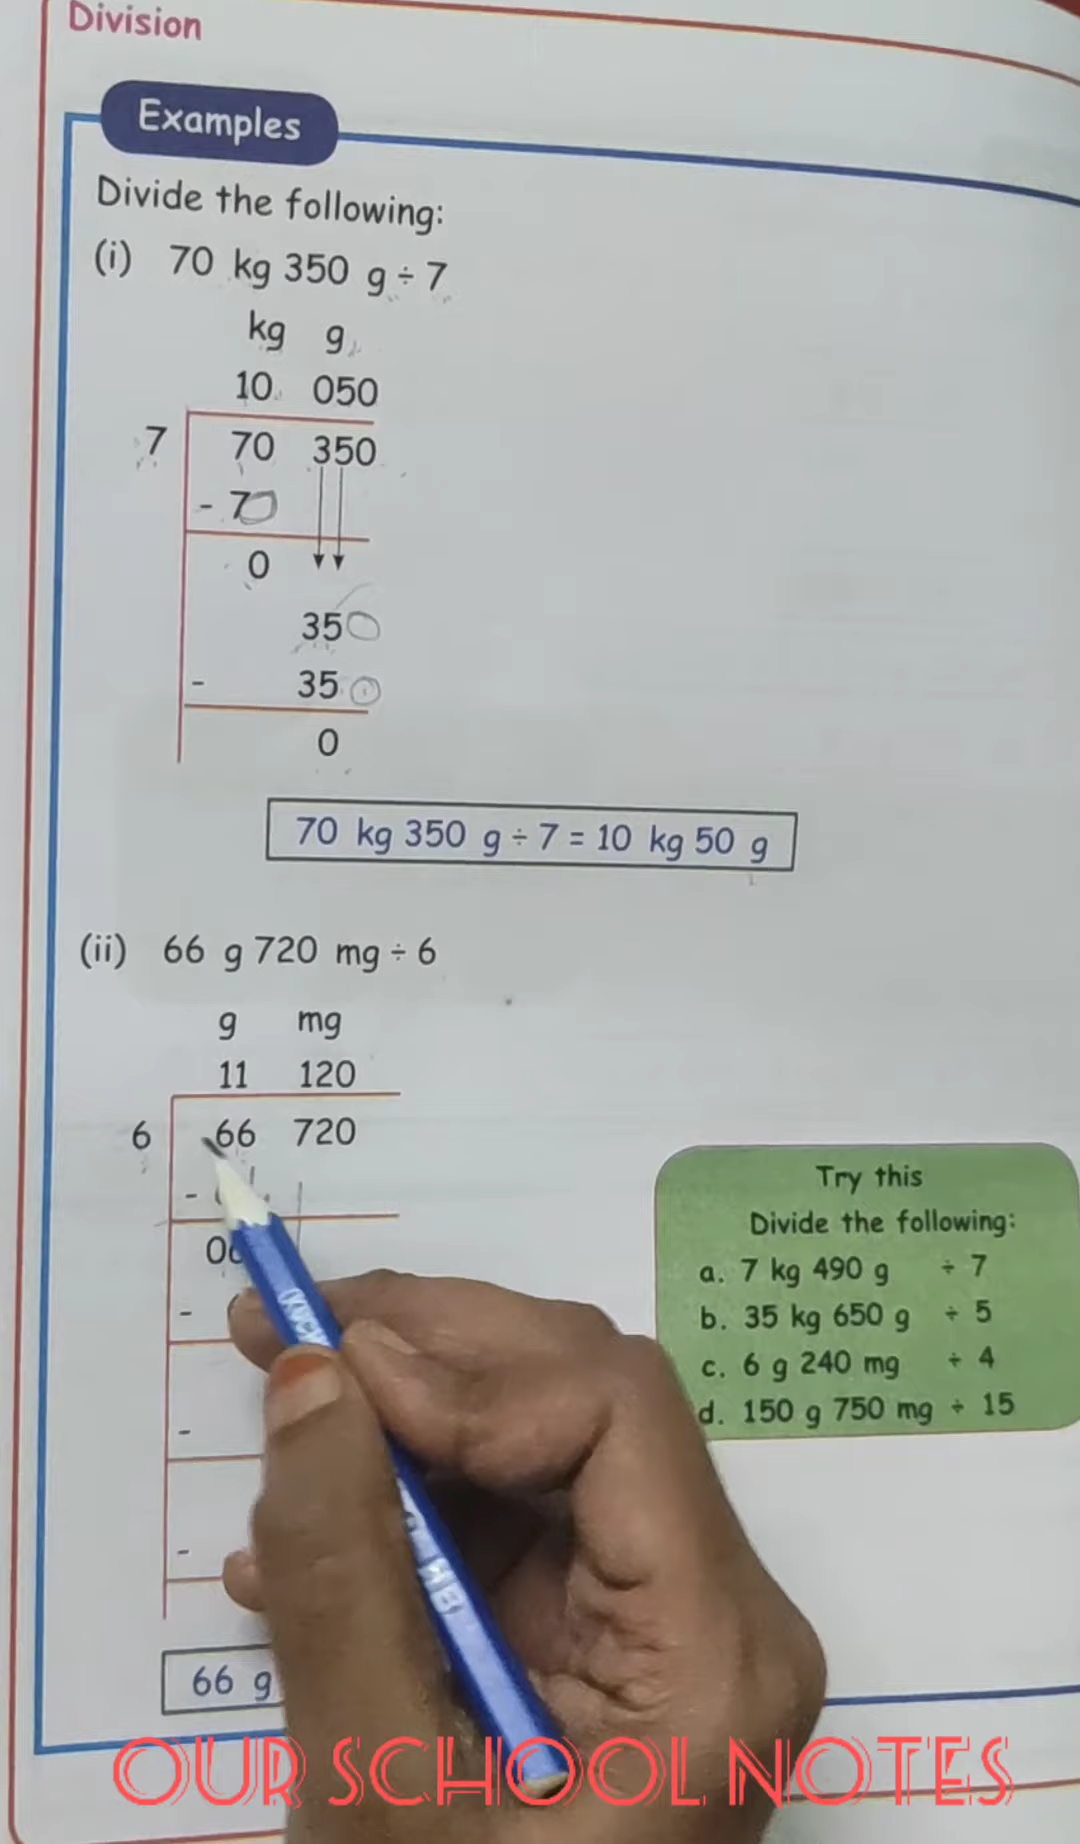 Division
Examples
Divide the following:
(i) 70 kg 350 g ÷ 7
kg g
10 050
7 70 350
- 70
0
350
- 350
0
70 kg 350 g ÷ 7 = 10 kg 50 g
(ii) 66 g 720 mg ÷ 6
g mg
11 120
6 66 720
-
0
-
-
-
66 g
Try this
Divide the following:
a. 7 kg 490 g ÷ 7
b. 35 kg 650 g ÷ 5
c. 6 g 240 mg ÷ 4
d. 150 g 750 mg ÷ 15
HB
OUR SCHOOL NOTES